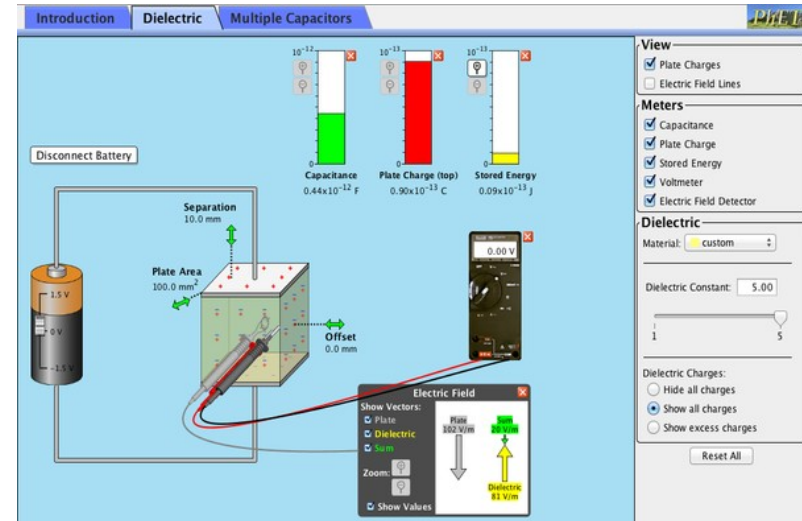 Introduction
Dielectric
Multiple Capacitors
PhET
10⁻¹²
0
Capacitance
0.44x10⁻¹² F
10⁻¹³
0
Plate Charge (top)
0.90x10⁻¹³ C
10⁻¹³
0
Stored Energy
0.09x10⁻¹³ J
Disconnect Battery
Separation
10.0 mm
Plate Area
100.0 mm²
Offset
0.0 mm
1.5 V
0 V
-1.5 V
0.00 V
Electric Field
Show Vectors:
Plate
Dielectric
Sum
Zoom:
Show Values
Plate
102 V/m
Sum
20 V/m
Dielectric
81 V/m
View
Plate Charges
Electric Field Lines
Meters
Capacitance
Plate Charge
Stored Energy
Voltmeter
Electric Field Detector
Dielectric
Material: custom
Dielectric Constant: 5.00
1 5
Dielectric Charges:
Hide all charges
Show all charges
Show excess charges
Reset All